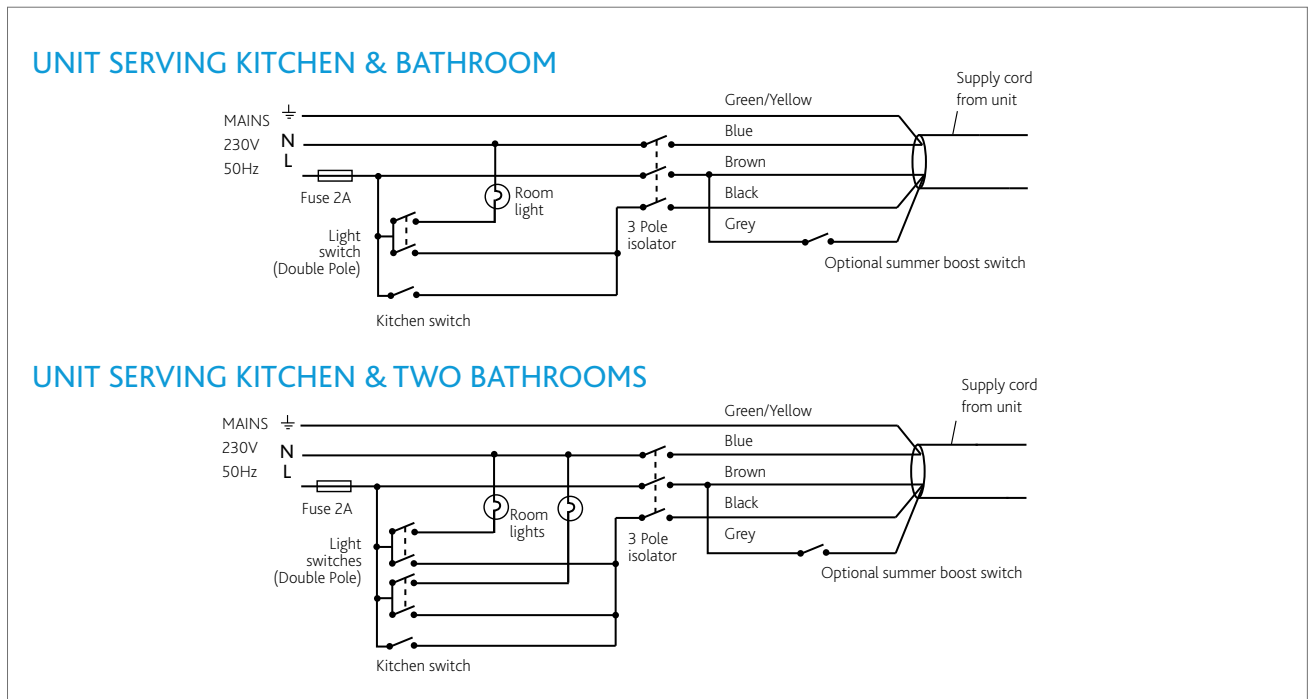 UNIT SERVING KITCHEN & BATHROOM
Supply cord
from unit
MAINS
230V
50Hz
N
L
Green/Yellow
Blue
Brown
Black
Grey
Fuse 2A
Room
light
Light
switch
(Double Pole)
3 Pole
isolator
Optional summer boost switch
Kitchen switch
UNIT SERVING KITCHEN & TWO BATHROOMS
Supply cord
from unit
MAINS
230V
50Hz
N
L
Green/Yellow
Blue
Brown
Black
Grey
Fuse 2A
Room
lights
Light
switches
(Double Pole)
3 Pole
isolator
Optional summer boost switch
Kitchen switch